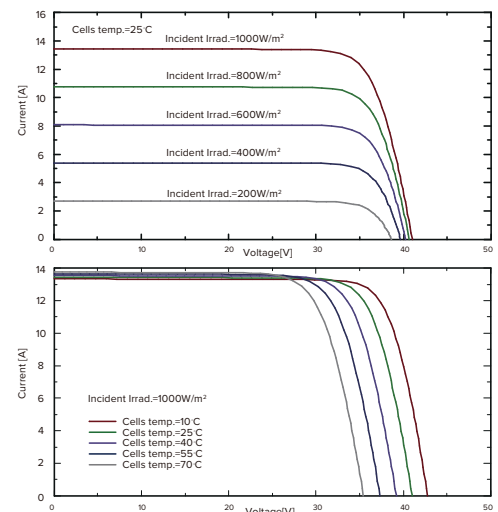 16
Cells temp.=25°C
Incident Irrad.=1000W/m²
14
12
Incident Irrad.=800W/m²
10
Current [A]
Incident Irrad.=600W/m²
8
6
Incident Irrad.=400W/m²
4
Incident Irrad.=200W/m²
2
0
0 10 20 30 40 50
Voltage[V]
14
12
10
Current [A]
8
6
Incident Irrad.=1000W/m²
Cells temp.=10°C
4
Cells temp.=25°C
Cells temp.=40°C
Cells temp.=55°C
2
Cells temp.=70°C
0
0 10 20 30 40 50
Voltage[V]